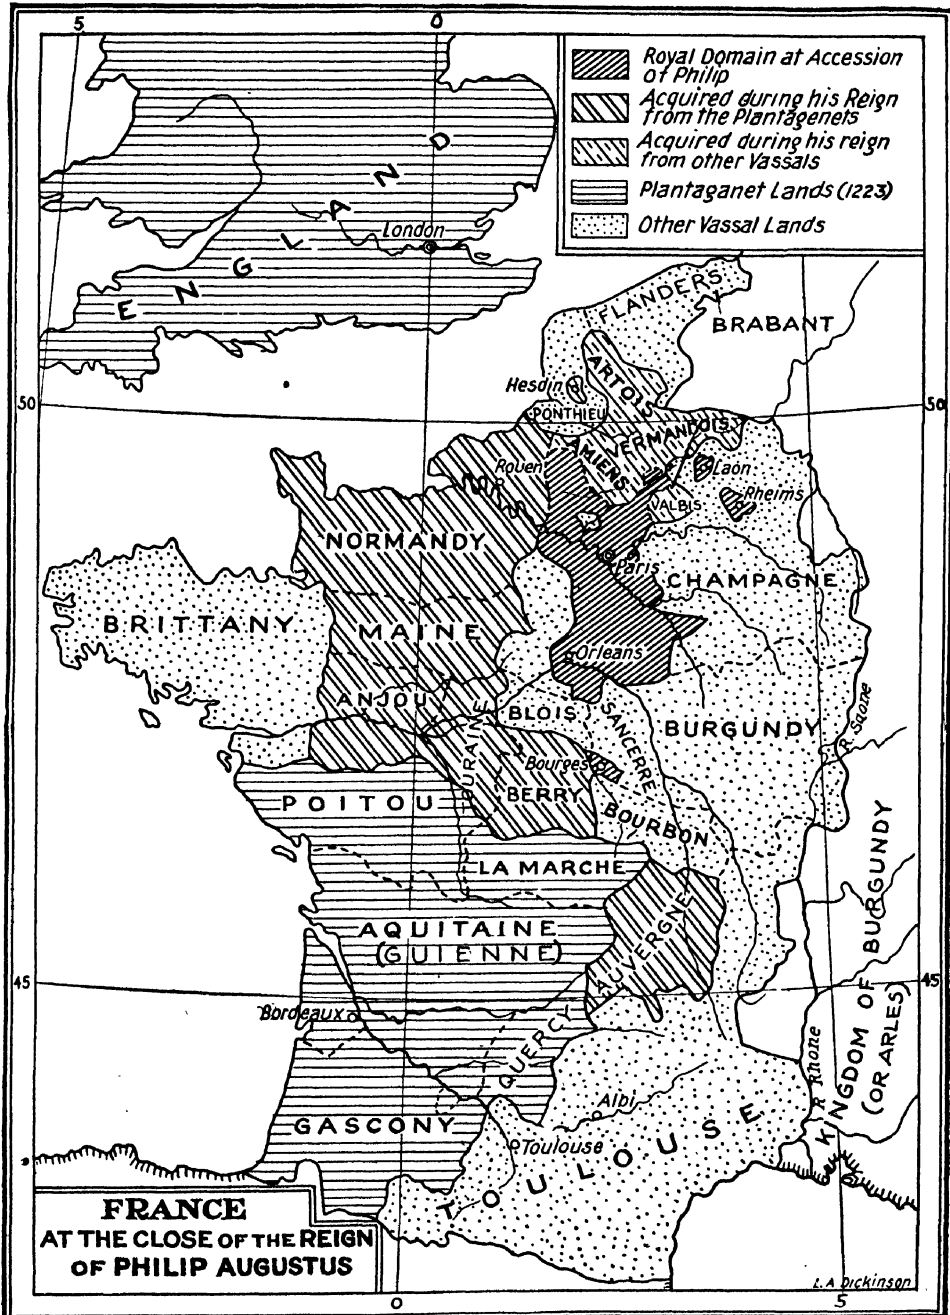 5
0
Royal Domain at Accession
of Philip
Acquired during his Reign
from the Plantagenets
Acquired during his reign
from other Vassals
Plantaganet Lands (1223)
Other Vassal Lands
ENGLAND
London
FLANDERS
BRABANT
ARTOIS
Hesdin
PONTHIEU
50
50
VERMANDOIS
AMIENS
Rouen
Laon
Rheims
VALBIS
NORMANDY
Paris
CHAMPAGNE
BRITTANY
MAINE
Orleans
ANJOU
BLOIS
SANCERRE
BURGUNDY
R. Saone
TOURAINE
Bourges
BERRY
BOURBON
POITOU
LA MARCHE
AQUITAINE
(GUIENNE)
AUVERGNE
KINGDOM OF BURGUNDY
(OR ARLES)
45
45
Bordeaux
QUERCY
R. Rhone
Albi
GASCONY
Toulouse
TOULOUSE
FRANCE
AT THE CLOSE OF THE REIGN
OF PHILIP AUGUSTUS
L.A Dickinson
0
5